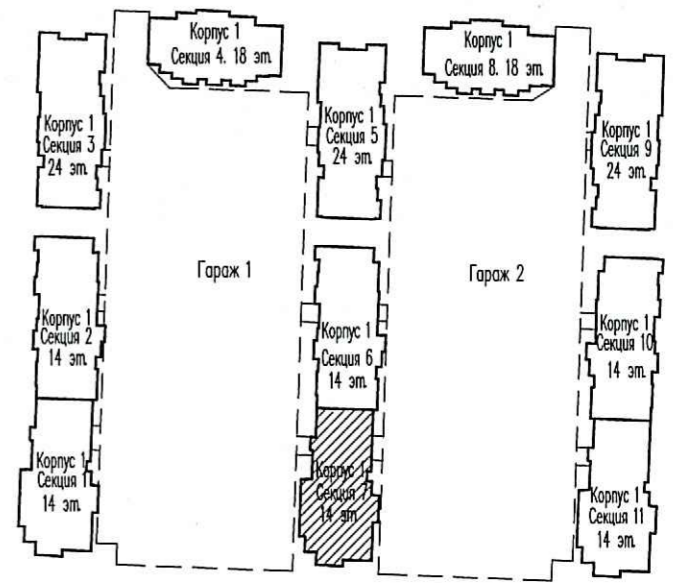 Корпус 1
Секция 4. 18 эт.
Корпус 1
Секция 8. 18 эт.
Корпус 1
Секция 3
24 эт.
Корпус 1
Секция 5
24 эт.
Корпус 1
Секция 9
24 эт.
Гараж 1
Гараж 2
Корпус 1
Секция 2
14 эт.
Корпус 1
Секция 6
14 эт.
Корпус 1
Секция 10
14 эт.
Корпус 1
Секция 1
14 эт.
Корпус 1
Секция 7
14 эт
Корпус 1
Секция 11
14 эт.